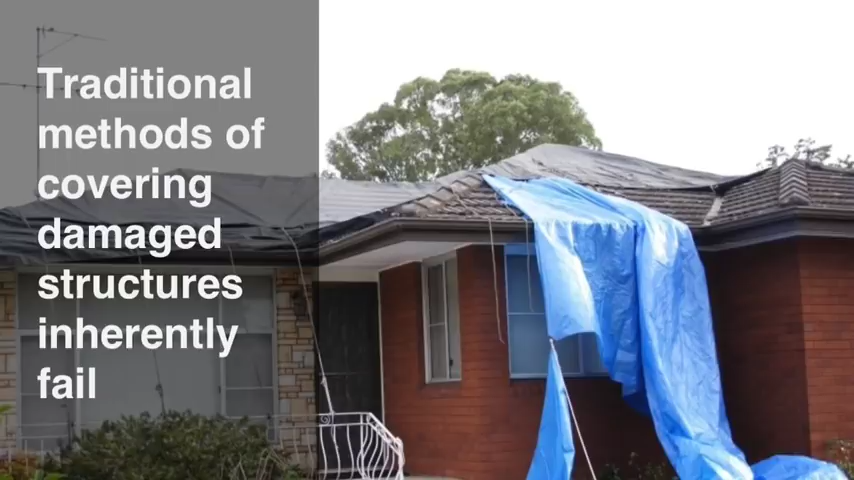 Traditional
methods of
covering
damaged
structures
inherently
fail